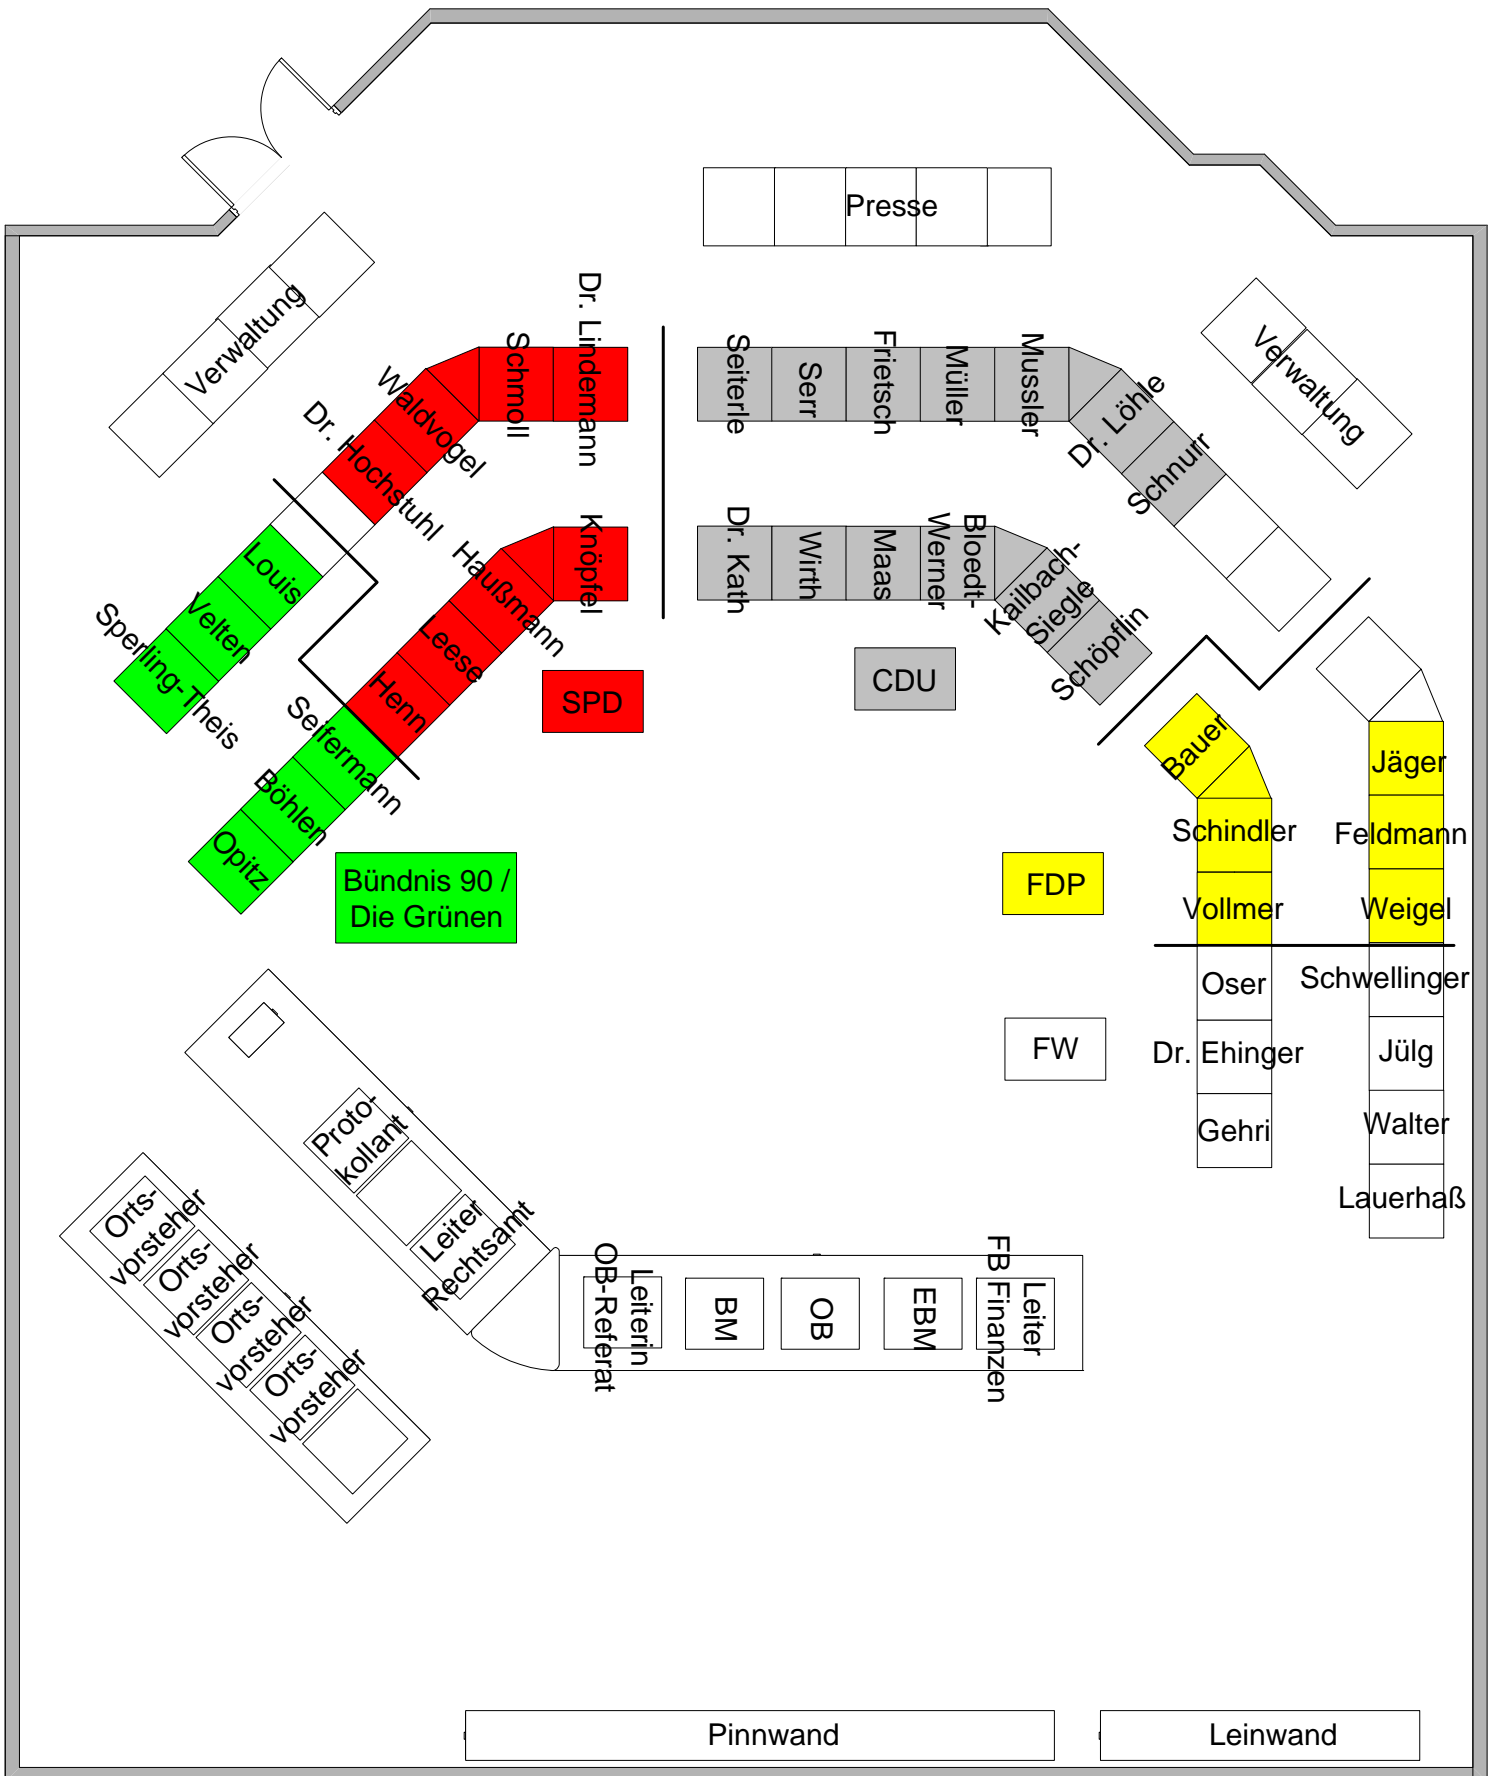 Presse
Verwaltung
Verwaltung
Dr. Lindemann
Schmoll
Waldvogel
Dr. Hochstuhl
Seiterle
Serr
Frietsch
Müller
Mussler
Dr. Löhle
Schnurr
Louis
Velten
Sperling-Theis
Knöpfel
Haußmann
Leese
Henn
Seifermann
Böhlen
Opitz
Dr. Kath
Wirth
Maas
Bloedt-
Werner
Kailbach-
Siegle
Schöpflin
SPD
CDU
Bündnis 90 /
Die Grünen
FDP
FW
Bauer
Schindler
Vollmer
Jäger
Feldmann
Weigel
Oser
Dr. Ehinger
Gehri
Schwellinger
Jülg
Walter
Lauerhaß
Proto-
kollant
Leiter
Rechtsamt
Orts-
vorsteher
Orts-
vorsteher
Orts-
vorsteher
Orts-
vorsteher
Leiterin
OB-Referat
BM
OB
EBM
Leiter
FB Finanzen
Pinnwand
Leinwand